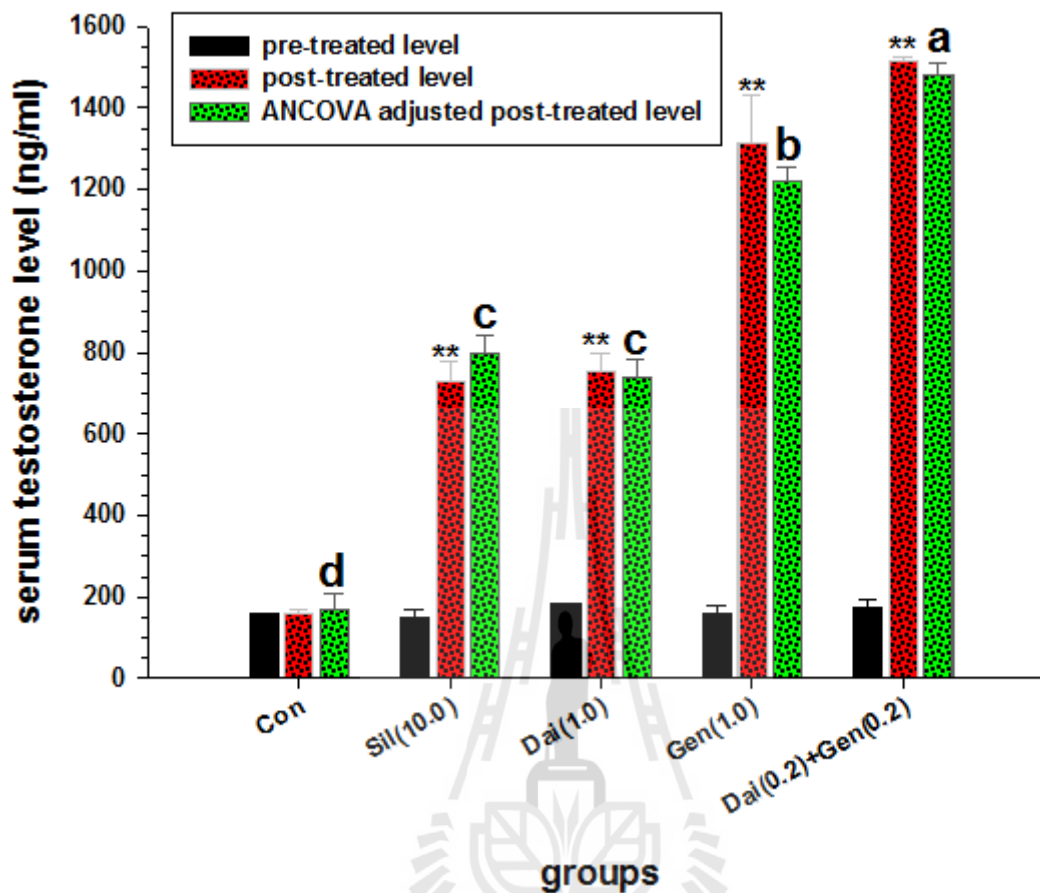 pre-treated level
post-treated level
ANCOVA adjusted post-treated level
serum testosterone level (ng/ml)
1600
1400
1200
1000
800
600
400
200
0
d
** c
** c
** b
** a
Con
Sil(10.0)
Dai(1.0)
Gen(1.0)
Dai(0.2)+Gen(0.2)
groups